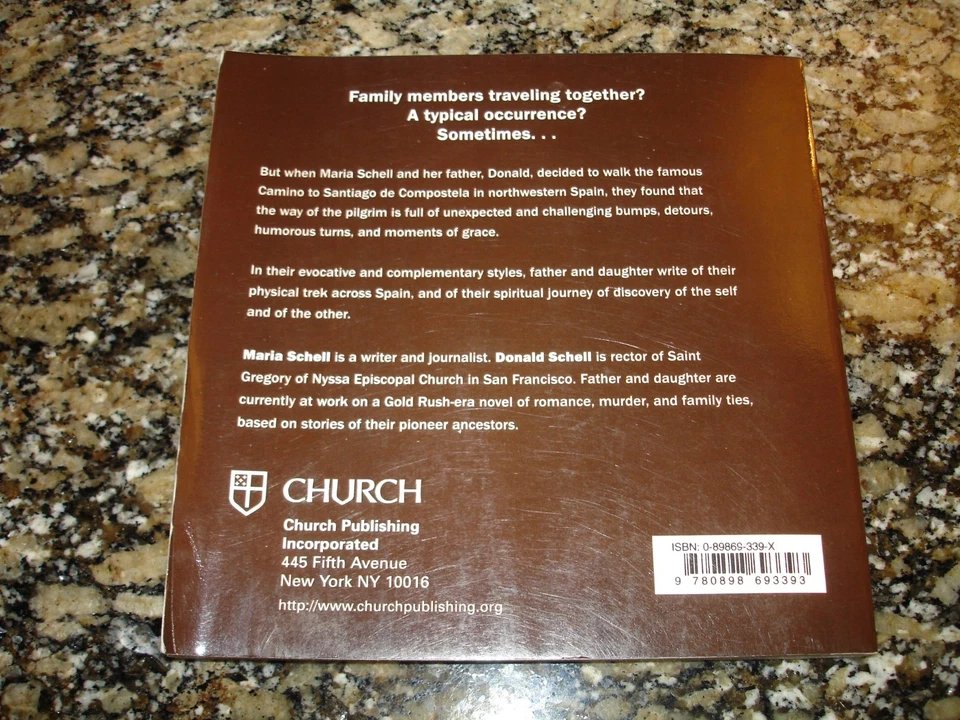 Family members traveling together?
A typical occurrence?
Sometimes. . .
But when Maria Schell and her father, Donald, decided to walk the famous
Camino to Santiago de Compostela in northwestern Spain, they found that
the way of the pilgrim is full of unexpected and challenging bumps, detours,
humorous turns, and moments of grace.
In their evocative and complementary styles, father and daughter write of their
physical trek across Spain, and of their spiritual journey of discovery of the self
and of the other.
Maria Schell is a writer and journalist. Donald Schell is rector of Saint
Gregory of Nyssa Episcopal Church in San Francisco. Father and daughter are
currently at work on a Gold Rush-era novel of romance, murder, and family ties,
based on stories of their pioneer ancestors.
CHURCH
Church Publishing
Incorporated
445 Fifth Avenue
New York NY 10016
http://www.churchpublishing.org
ISBN: 0-89869-339-X
9 780898 693393